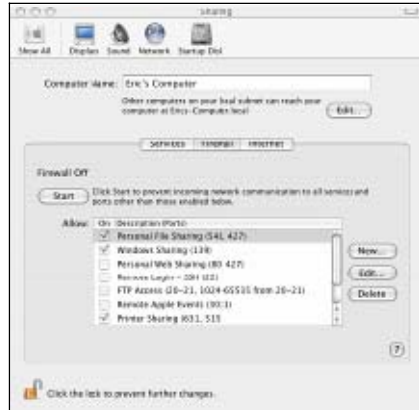 Sharing
Show All Displays Sound Network Startup Disk
Computer Name: Eric's Computer
Other computers on your local subnet can reach your
computer at Erics-Computer.local
Edit...
Services Firewall Internet
Firewall Off
Start
Click Start to prevent incoming network communication to all services and
ports other than those enabled below.
Allow: On Description (Ports)
Personal File Sharing (548, 427)
Windows Sharing (139)
Personal Web Sharing (80, 427)
Remote Login - SSH (22)
FTP Access (20-21, 1024-65535 from 20-21)
Remote Apple Events (3031)
Printer Sharing (631, 515)
New...
Edit...
Delete
?
Click the lock to prevent further changes.